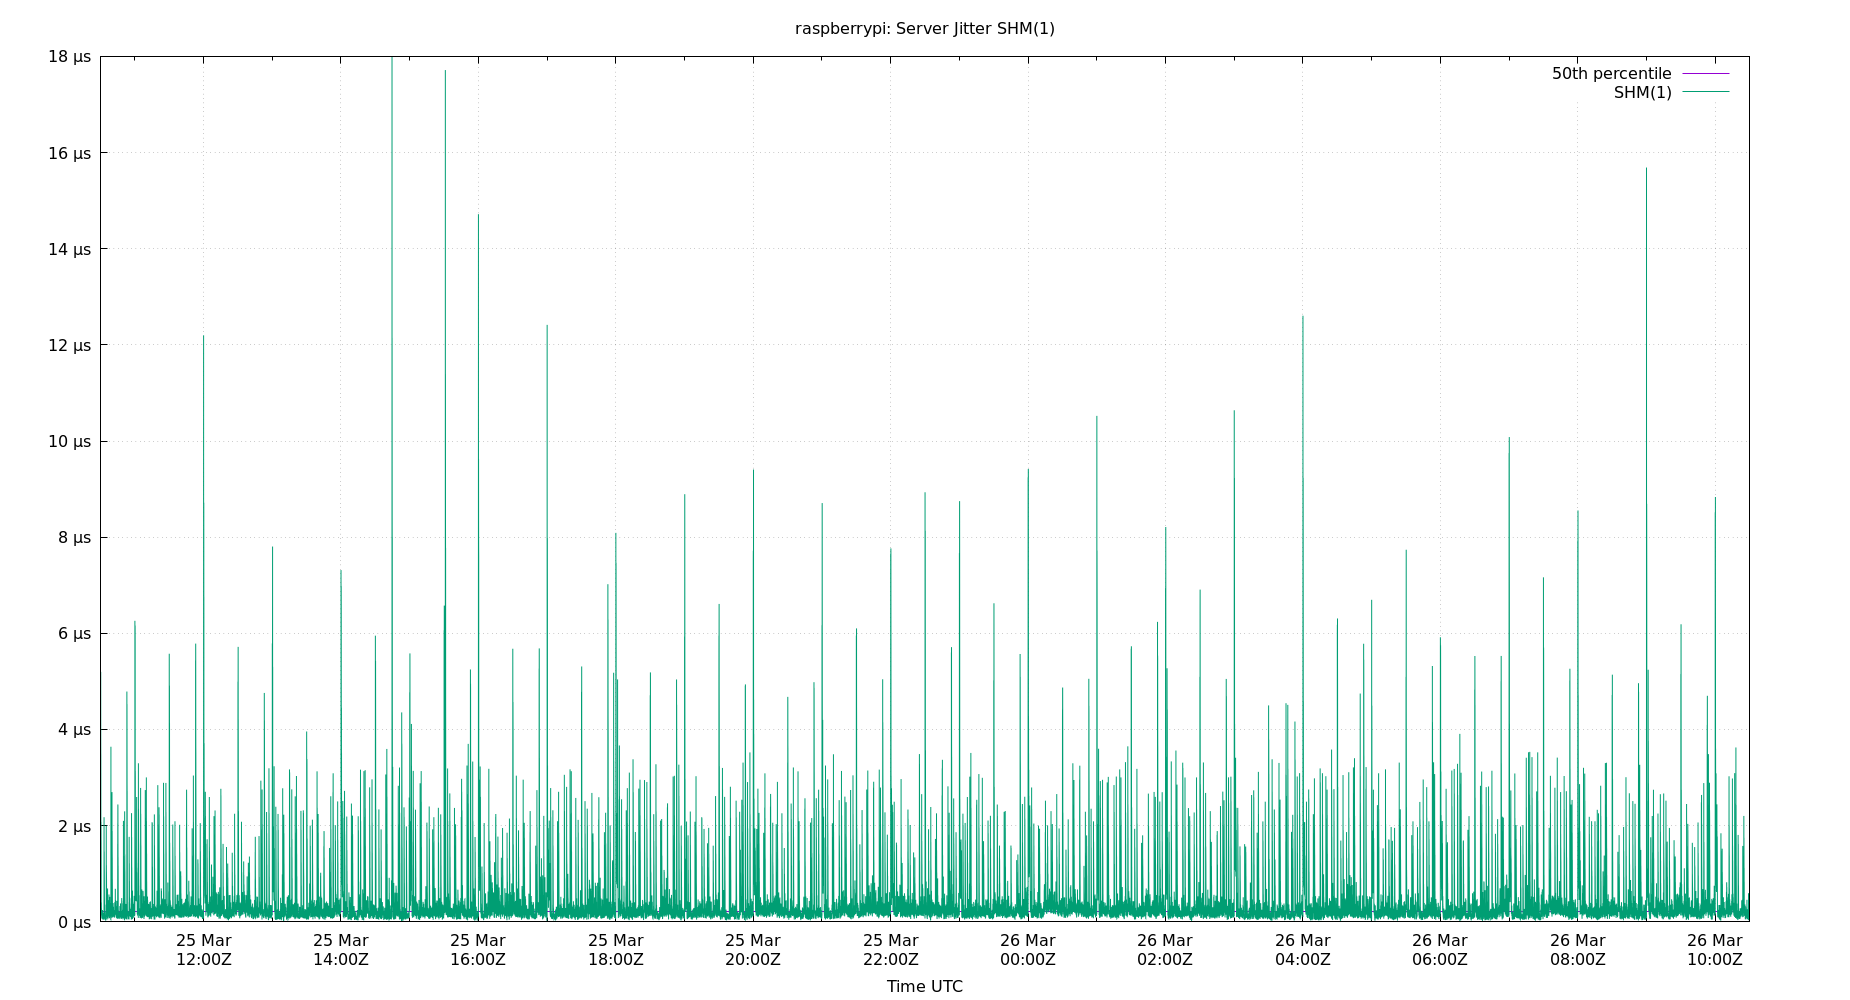 raspberrypi: Server Jitter SHM(1)
50th percentile
SHM(1)
18 µs
16 µs
14 µs
12 µs
10 µs
8 µs
6 µs
4 µs
2 µs
0 µs
25 Mar 25 Mar 25 Mar 25 Mar 25 Mar 25 Mar 26 Mar 26 Mar 26 Mar 26 Mar 26 Mar 26 Mar
12:00Z 14:00Z 16:00Z 18:00Z 20:00Z 22:00Z 00:00Z 02:00Z 04:00Z 06:00Z 08:00Z 10:00Z
Time UTC